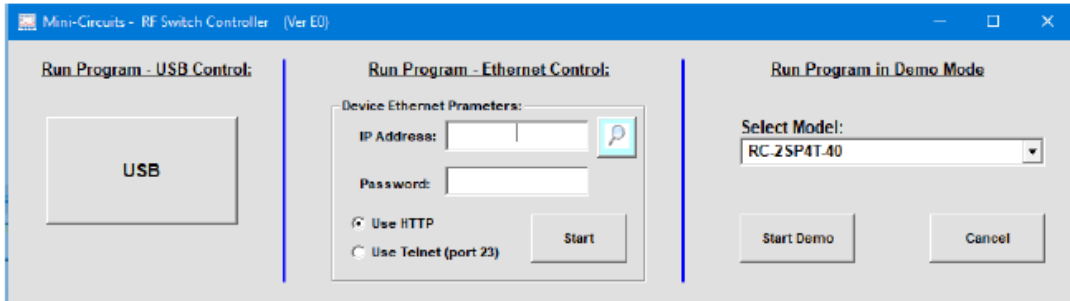 Mini-Circuits - RF Switch Controller (Ver E0)
Run Program - USB Control:
USB
Run Program - Ethernet Control:
Device Ethernet Prameters:
IP Address:
Password:
Use HTTP
Use Telnet (port 23)
Start
Run Program in Demo Mode
Select Model:
RC-2SP4T-40
Start Demo
Cancel